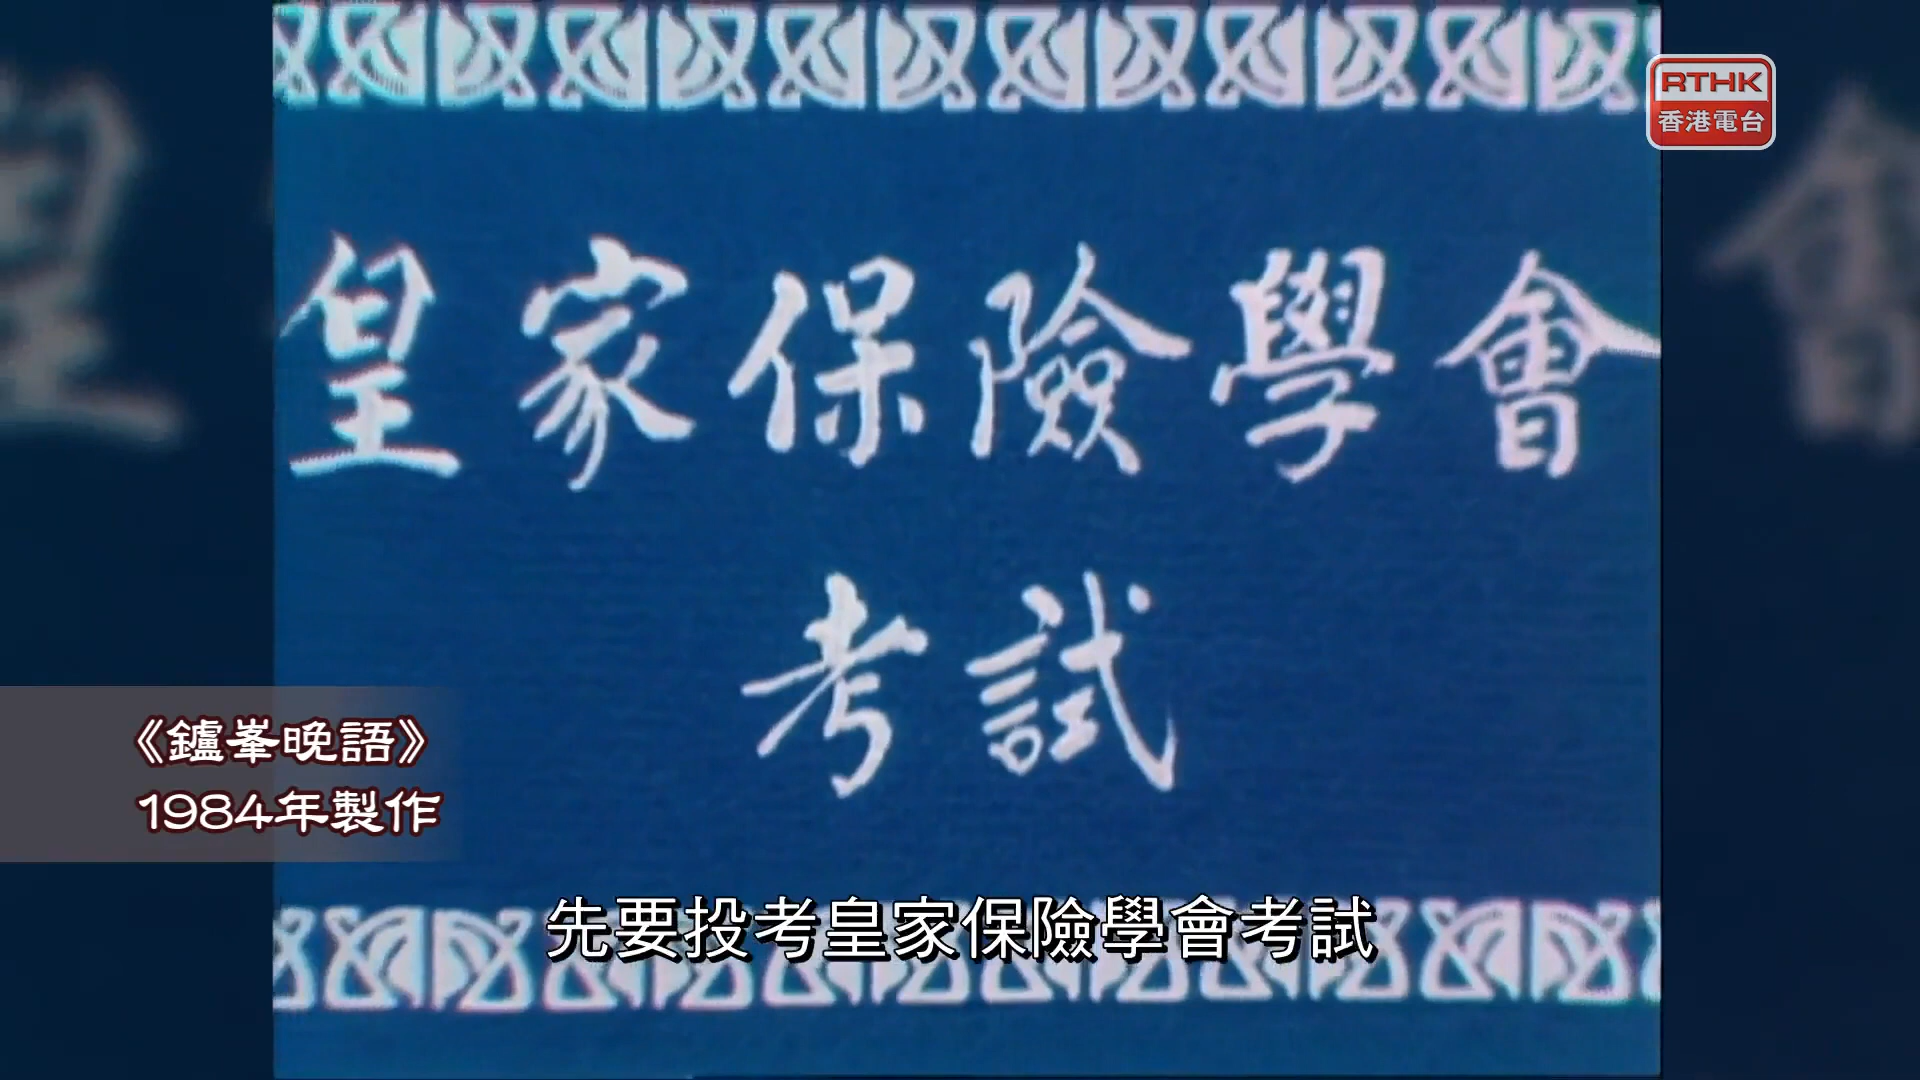 RTHK
香港電台
皇家保險學會
考試
《鑪峯晚語》
1984年製作
先要投考皇家保險學會考試